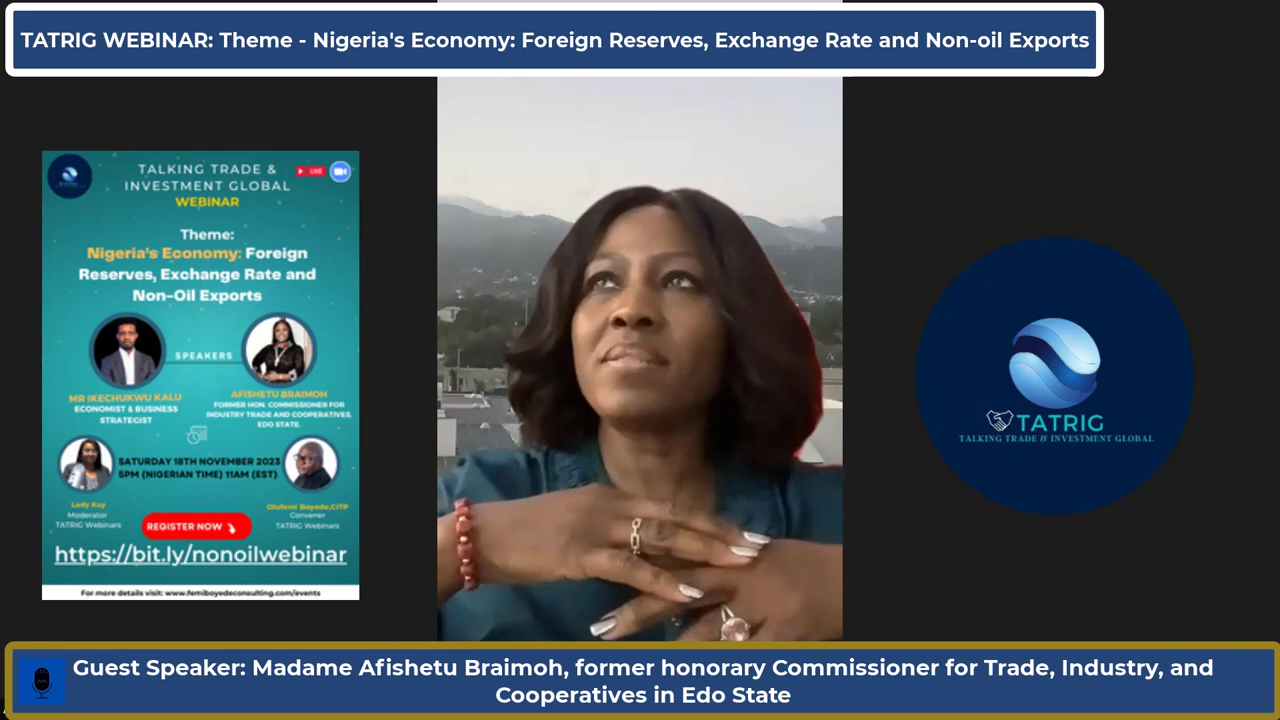 TATRIG WEBINAR: Theme - Nigeria's Economy: Foreign Reserves, Exchange Rate and Non-oil Exports
TALKING TRADE &
INVESTMENT GLOBAL
WEBINAR
LIVE
Theme:
Nigeria's Economy: Foreign
Reserves, Exchange Rate and
Non-Oil Exports
SPEAKERS
MR IKECHUKWU KALU
ECONOMIST & BUSINESS
STRATEGIST
AFISHETU BRAIMOH
FORMER HON. COMMISSIONER FOR
INDUSTRY TRADE AND COOPERATIVES,
EDO STATE.
SATURDAY 18TH NOVEMBER 2023
5PM (NIGERIAN TIME) 11AM (EST)
Lady Kay
Moderator
TATRIG Webinars
Olufemi Boyede,CITP
Convener
TATRIG Webinars
REGISTER NOW
https://bit.ly/nonoilwebinar
For more details visit: www.femiboyedeconsulting.com/events
TATRIG
TALKING TRADE & INVESTMENT GLOBAL
Guest Speaker: Madame Afishetu Braimoh, former honorary Commissioner for Trade, Industry, and
Cooperatives in Edo State